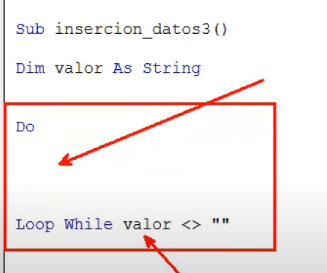 Sub insercion_datos3()
Dim valor As String
Do
Loop While valor <> ""